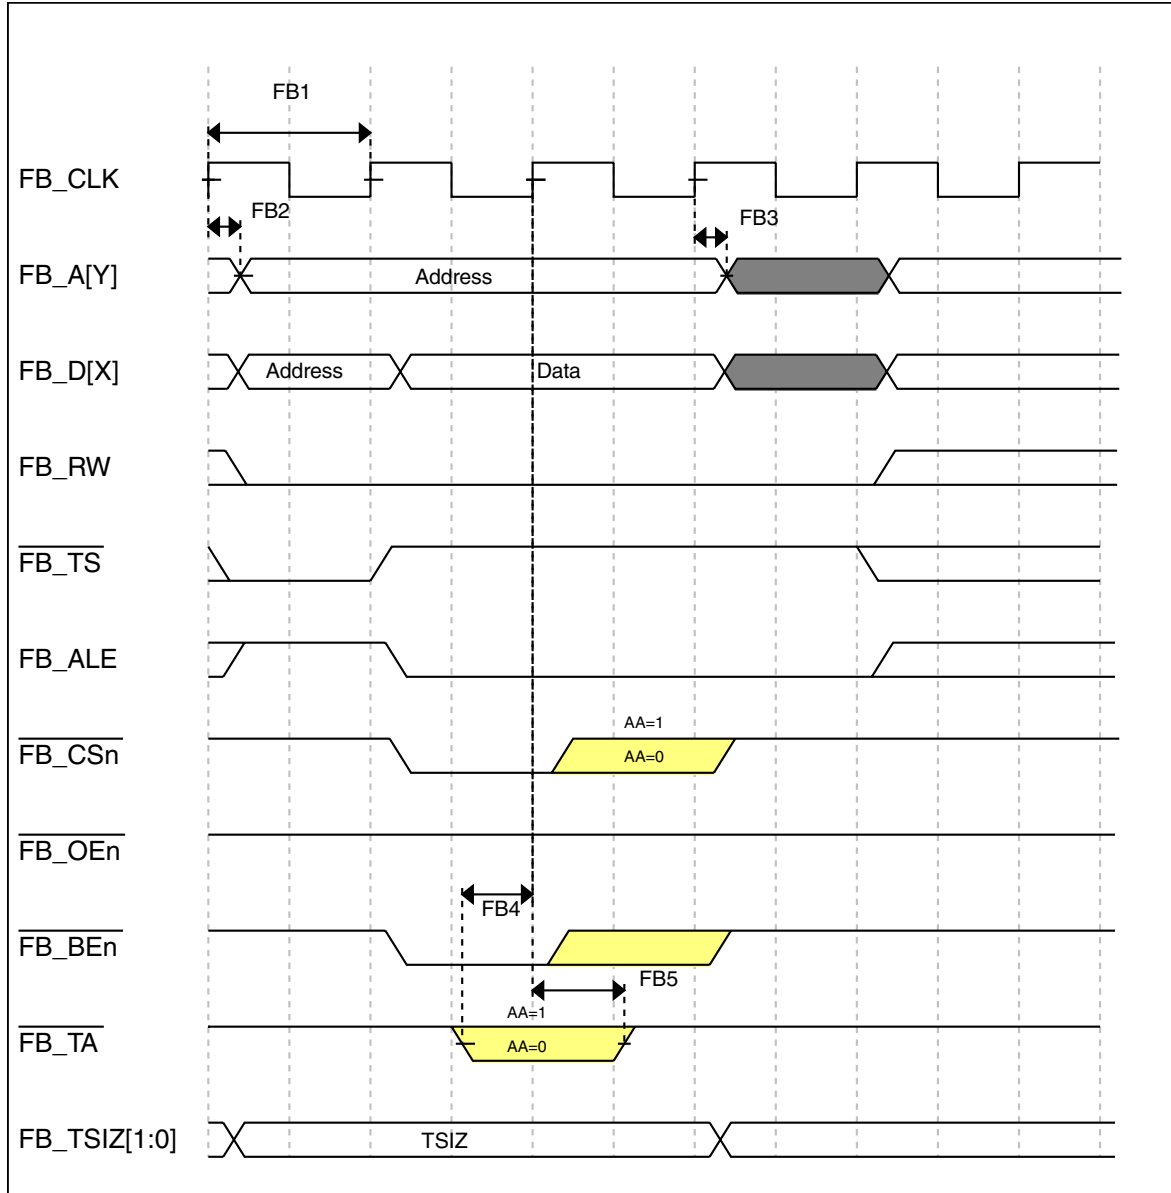 FB1
FB_CLK
FB2
FB3
FB_A[Y]
Address
FB_D[X]
Address
Data
FB_RW
FB_TS
FB_ALE
AA=1
FB_CSn
AA=0
FB_OEn
FB4
FB_BEn
FB5
AA=1
FB_TA
AA=0
FB_TSIZ[1:0]
TSIZ